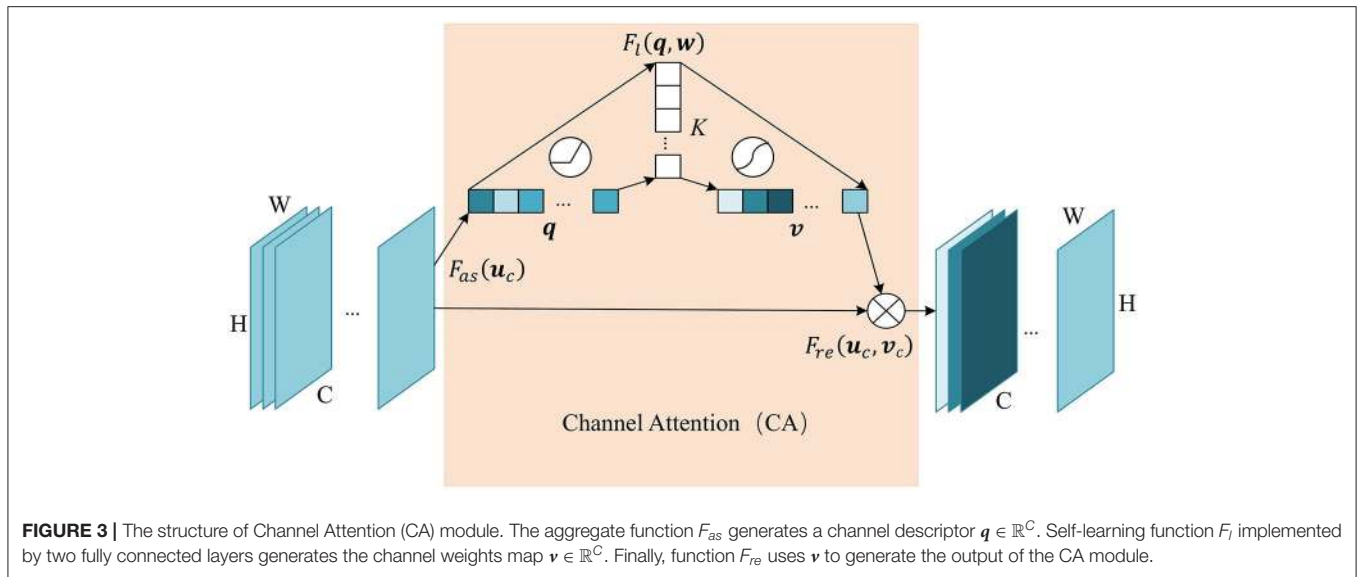 F_l(q, w)
K
...
W
...
q
...
v
W
F_as(u_c)
H
...
C
F_re(u_c, v_c)
...
H
C
Channel Attention (CA)
FIGURE 3 | The structure of Channel Attention (CA) module. The aggregate function F_as generates a channel descriptor q ∈ ℝ^C. Self-learning function F_l implemented
by two fully connected layers generates the channel weights map v ∈ ℝ^C. Finally, function F_re uses v to generate the output of the CA module.